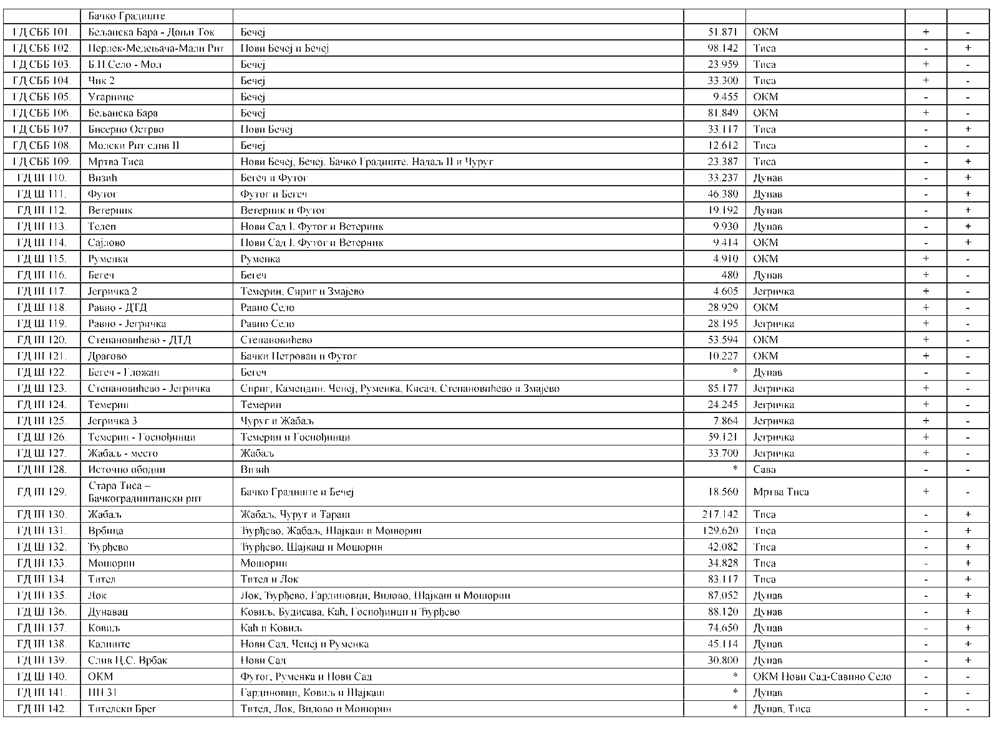 Бачко Градиште
ГД СББ 101. Бељанска Бара - Доњи Ток Бечеј 51.871 ОКМ + -
ГД СББ 102. Перлек-Медењача-Мали Рит Нови Бечеј и Бечеј 98.142 Тиса - +
ГД СББ 103. Б.П.Село - Мол Бечеј 23.959 Тиса + -
ГД СББ 104. Чик 2 Бечеј 33.300 Тиса + -
ГД СББ 105. Угарнице Бечеј 9.455 ОКМ - -
ГД СББ 106. Бељанска Бара Бечеј 81.849 ОКМ + -
ГД СББ 107. Бисерно Острво Нови Бечеј 33.117 Тиса - +
ГД СББ 108. Молски Рит слив II Бечеј 12.612 Тиса - -
ГД СББ 109. Мртва Тиса Нови Бечеј, Бечеј, Бачко Градиште, Надаљ II и Чуруг 23.387 Тиса - +
ГД Ш 110. Визић Бегеч и Футог 33.237 Дунав - +
ГД Ш 111. Футог Футог и Бегеч 46.380 Дунав - +
ГД Ш 112. Ветерник Ветерник и Футог 19.192 Дунав - +
ГД Ш 113. Телеп Нови Сад I, Футог и Ветерник 9.930 Дунав - +
ГД Ш 114. Сајлово Нови Сад I, Футог и Ветерник 9.414 ОКМ - +
ГД Ш 115. Руменка Руменка 4.910 ОКМ + -
ГД Ш 116. Бегеч Бегеч 480 Дунав + -
ГД Ш 117. Јегричка 2 Темерин, Сириг и Змајево 4.605 Јегричка + -
ГД Ш 118. Равно - ДТД Равно Село 28.929 ОКМ + -
ГД Ш 119. Равно - Јегричка Равно Село 28.195 Јегричка + -
ГД Ш 120. Степановићево - ДТД Степановићево 53.594 ОКМ + -
ГД Ш 121. Драгово Бачки Петровац и Футог 10.227 ОКМ + -
ГД Ш 122. Бегеч - Гложан Бегеч * Дунав - -
ГД Ш 123. Степановићево - Јегричка Сириг, Камендин, Ченеј, Руменка, Кисач, Степановићево и Змајево 85.177 Јегричка + -
ГД Ш 124. Темерин Темерин 24.245 Јегричка + -
ГД Ш 125. Јегричка 3 Чуруг и Жабаљ 7.864 Јегричка + -
ГД Ш 126. Темерин - Госпођинци Темерин и Госпођинци 59.121 Јегричка + -
ГД Ш 127. Жабаљ - место Жабаљ 33.700 Јегричка + -
ГД Ш 128. Источно ободни Визић * Сава - -
ГД Ш 129. Стара Тиса –
Бачкоградиштански рит Бачко Градиште и Бечеј 18.560 Мртва Тиса + -
ГД Ш 130. Жабаљ Жабаљ, Чуруг и Тараш 217.142 Тиса - +
ГД Ш 131. Врбица Ђурђево, Жабаљ, Шајкаш и Мошорин 129.620 Тиса - +
ГД Ш 132. Ђурђево Ђурђево, Шајкаш и Мошорин 42.082 Тиса - +
ГД Ш 133. Мошорин Мошорин 34.828 Тиса - +
ГД Ш 134. Тител Тител и Лок 83.117 Тиса - +
ГД Ш 135. Лок Лок, Ђурђево, Гардиновци, Вилово, Шајкаш и Мошорин 87.052 Дунав - +
ГД Ш 136. Дунавац Ковиљ, Будисава, Каћ, Госпођинци и Ђурђево 88.120 Дунав - +
ГД Ш 137. Ковиљ Каћ и Ковиљ 74.650 Дунав - +
ГД Ш 138. Калиште Нови Сад, Ченеј и Руменка 45.114 Дунав - +
ГД Ш 139. Слив Ц.С. Врбак Нови Сад 30.800 Дунав - +
ГД Ш 140. ОКМ Футог, Руменка и Нови Сад * ОКМ Нови Сад-Савино Село - -
ГД Ш 141. ПП 31 Гардиновци, Ковиљ и Шајкаш * Дунав - -
ГД Ш 142. Тителски Брег Тител, Лок, Вилово и Мошорин * Дунав, Тиса - -